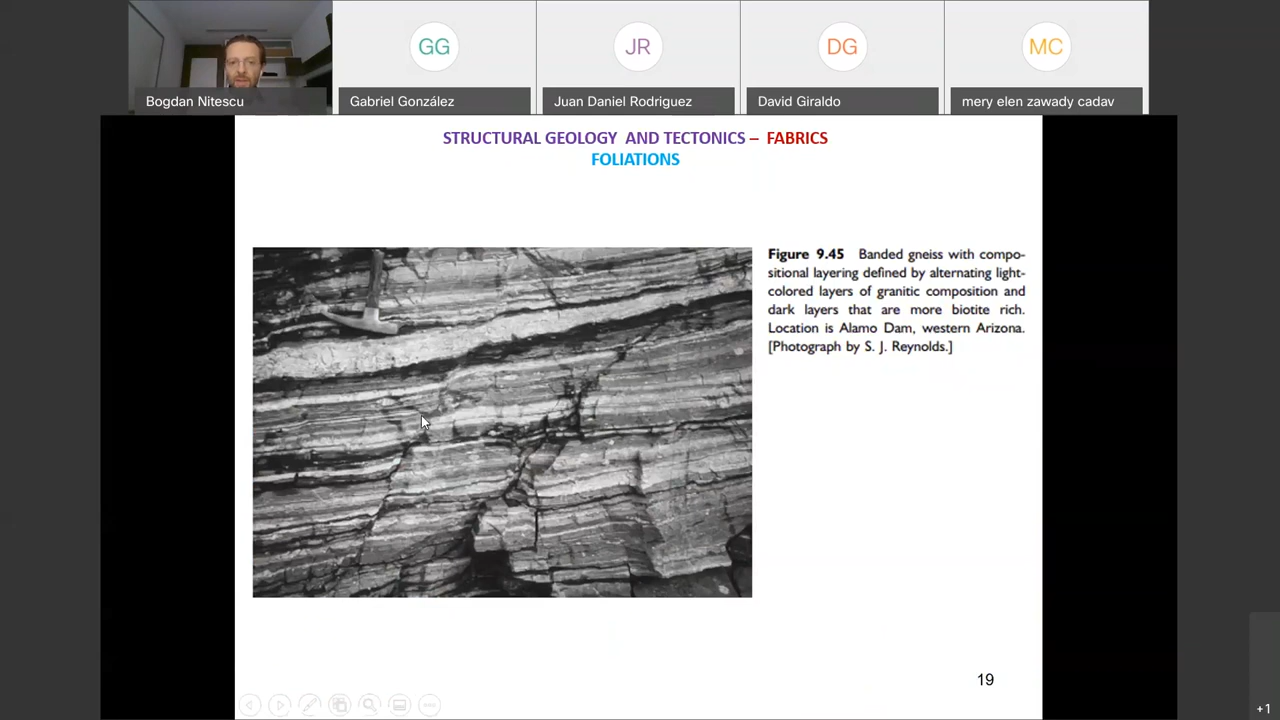 GG
JR
DG
MC
Bogdan Nitescu
Gabriel González
Juan Daniel Rodriguez
David Giraldo
mery elen zawady cadav
STRUCTURAL GEOLOGY AND TECTONICS – FABRICS
FOLIATIONS
Figure 9.45 Banded gneiss with compo-
sitional layering defined by alternating light-
colored layers of granitic composition and
dark layers that are more biotite rich.
Location is Alamo Dam, western Arizona.
[Photograph by S. J. Reynolds.]
19
+1